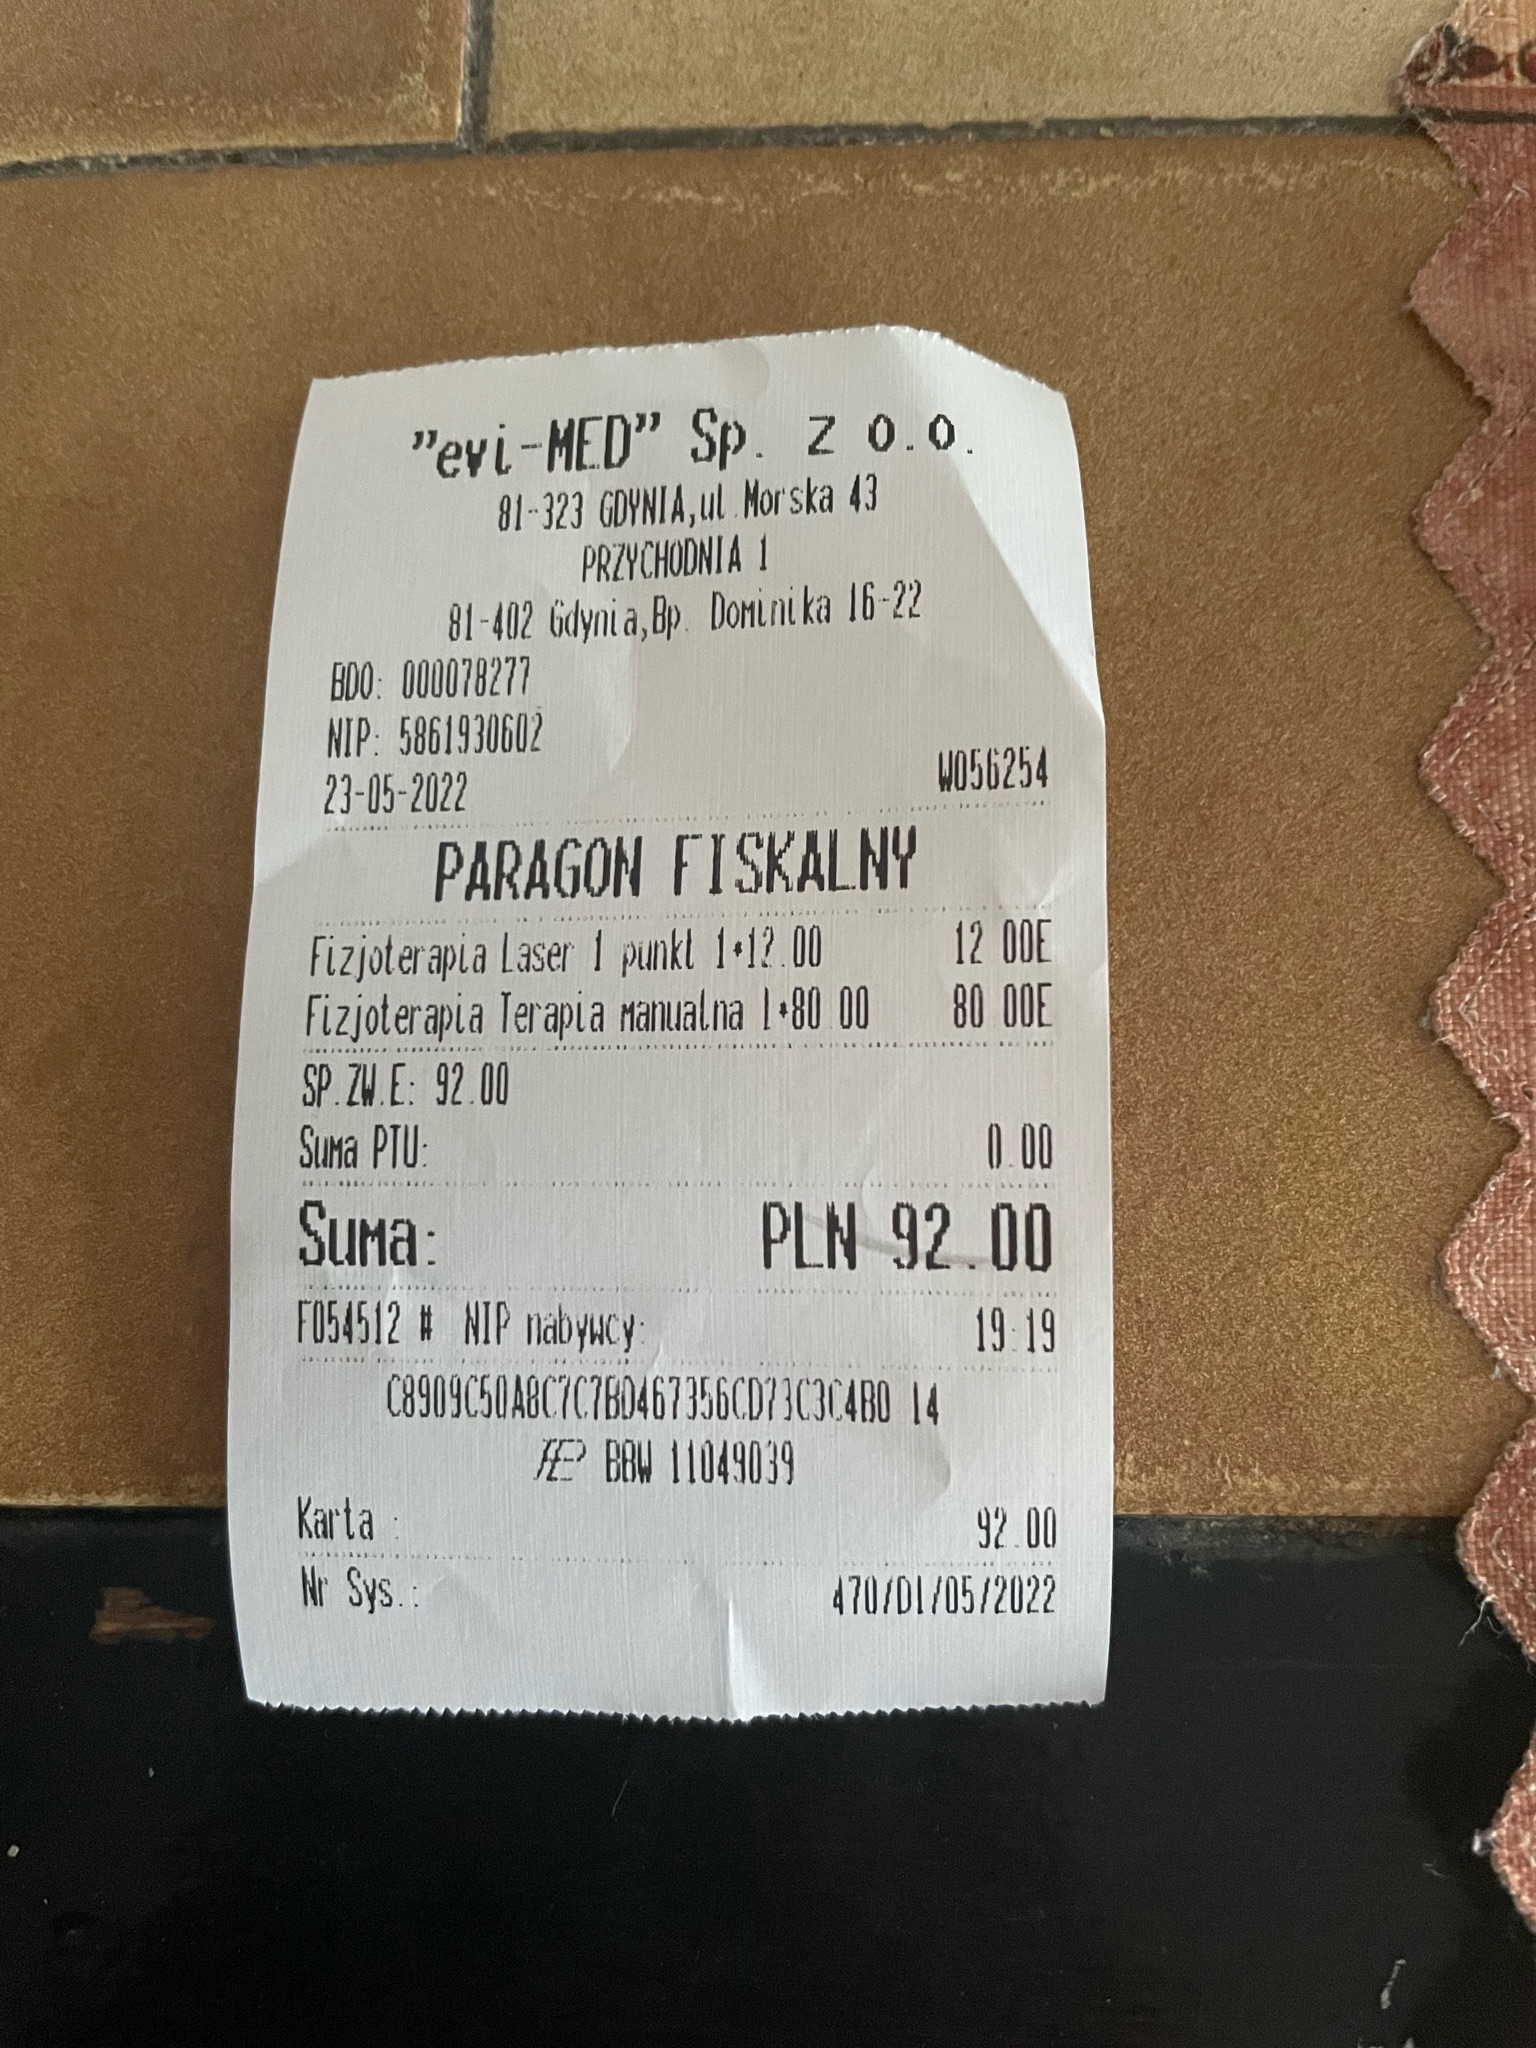 "evi-MED" Sp. z o.o.
81-323 GDYNIA,ul.Morska 43
PRZYCHODNIA 1
81-402 Gdynia,Bp. Dominika 16-22
BDO: 000078277
NIP: 5861930602
23-05-2022 W056254
PARAGON FISKALNY
Fizjoterapia Laser 1 punkt 1*12.00 12.00E
Fizjoterapia Terapia manualna 1*80.00 80.00E
SP.ZW.E: 92.00
Suma PTU: 0.00
Suma: PLN 92.00
F054512 # NIP nabywcy: 19:19
C8909C50A8C7C7BD467356CD73C3C4B0 14
BBW 11049039
Karta : 92.00
Nr Sys.: 470/D1/05/2022